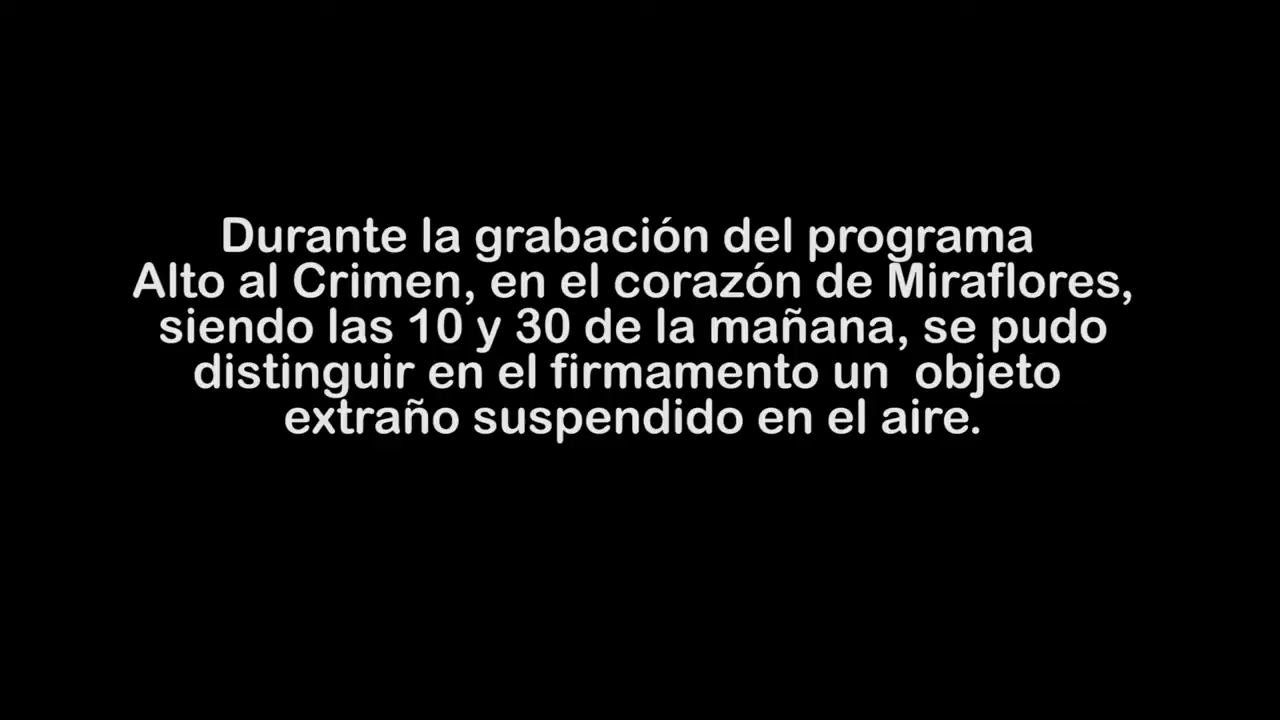 Durante la grabación del programa
Alto al Crimen, en el corazón de Miraflores,
siendo las 10 y 30 de la mañana, se pudo
distinguir en el firmamento un  objeto
extraño suspendido en el aire.